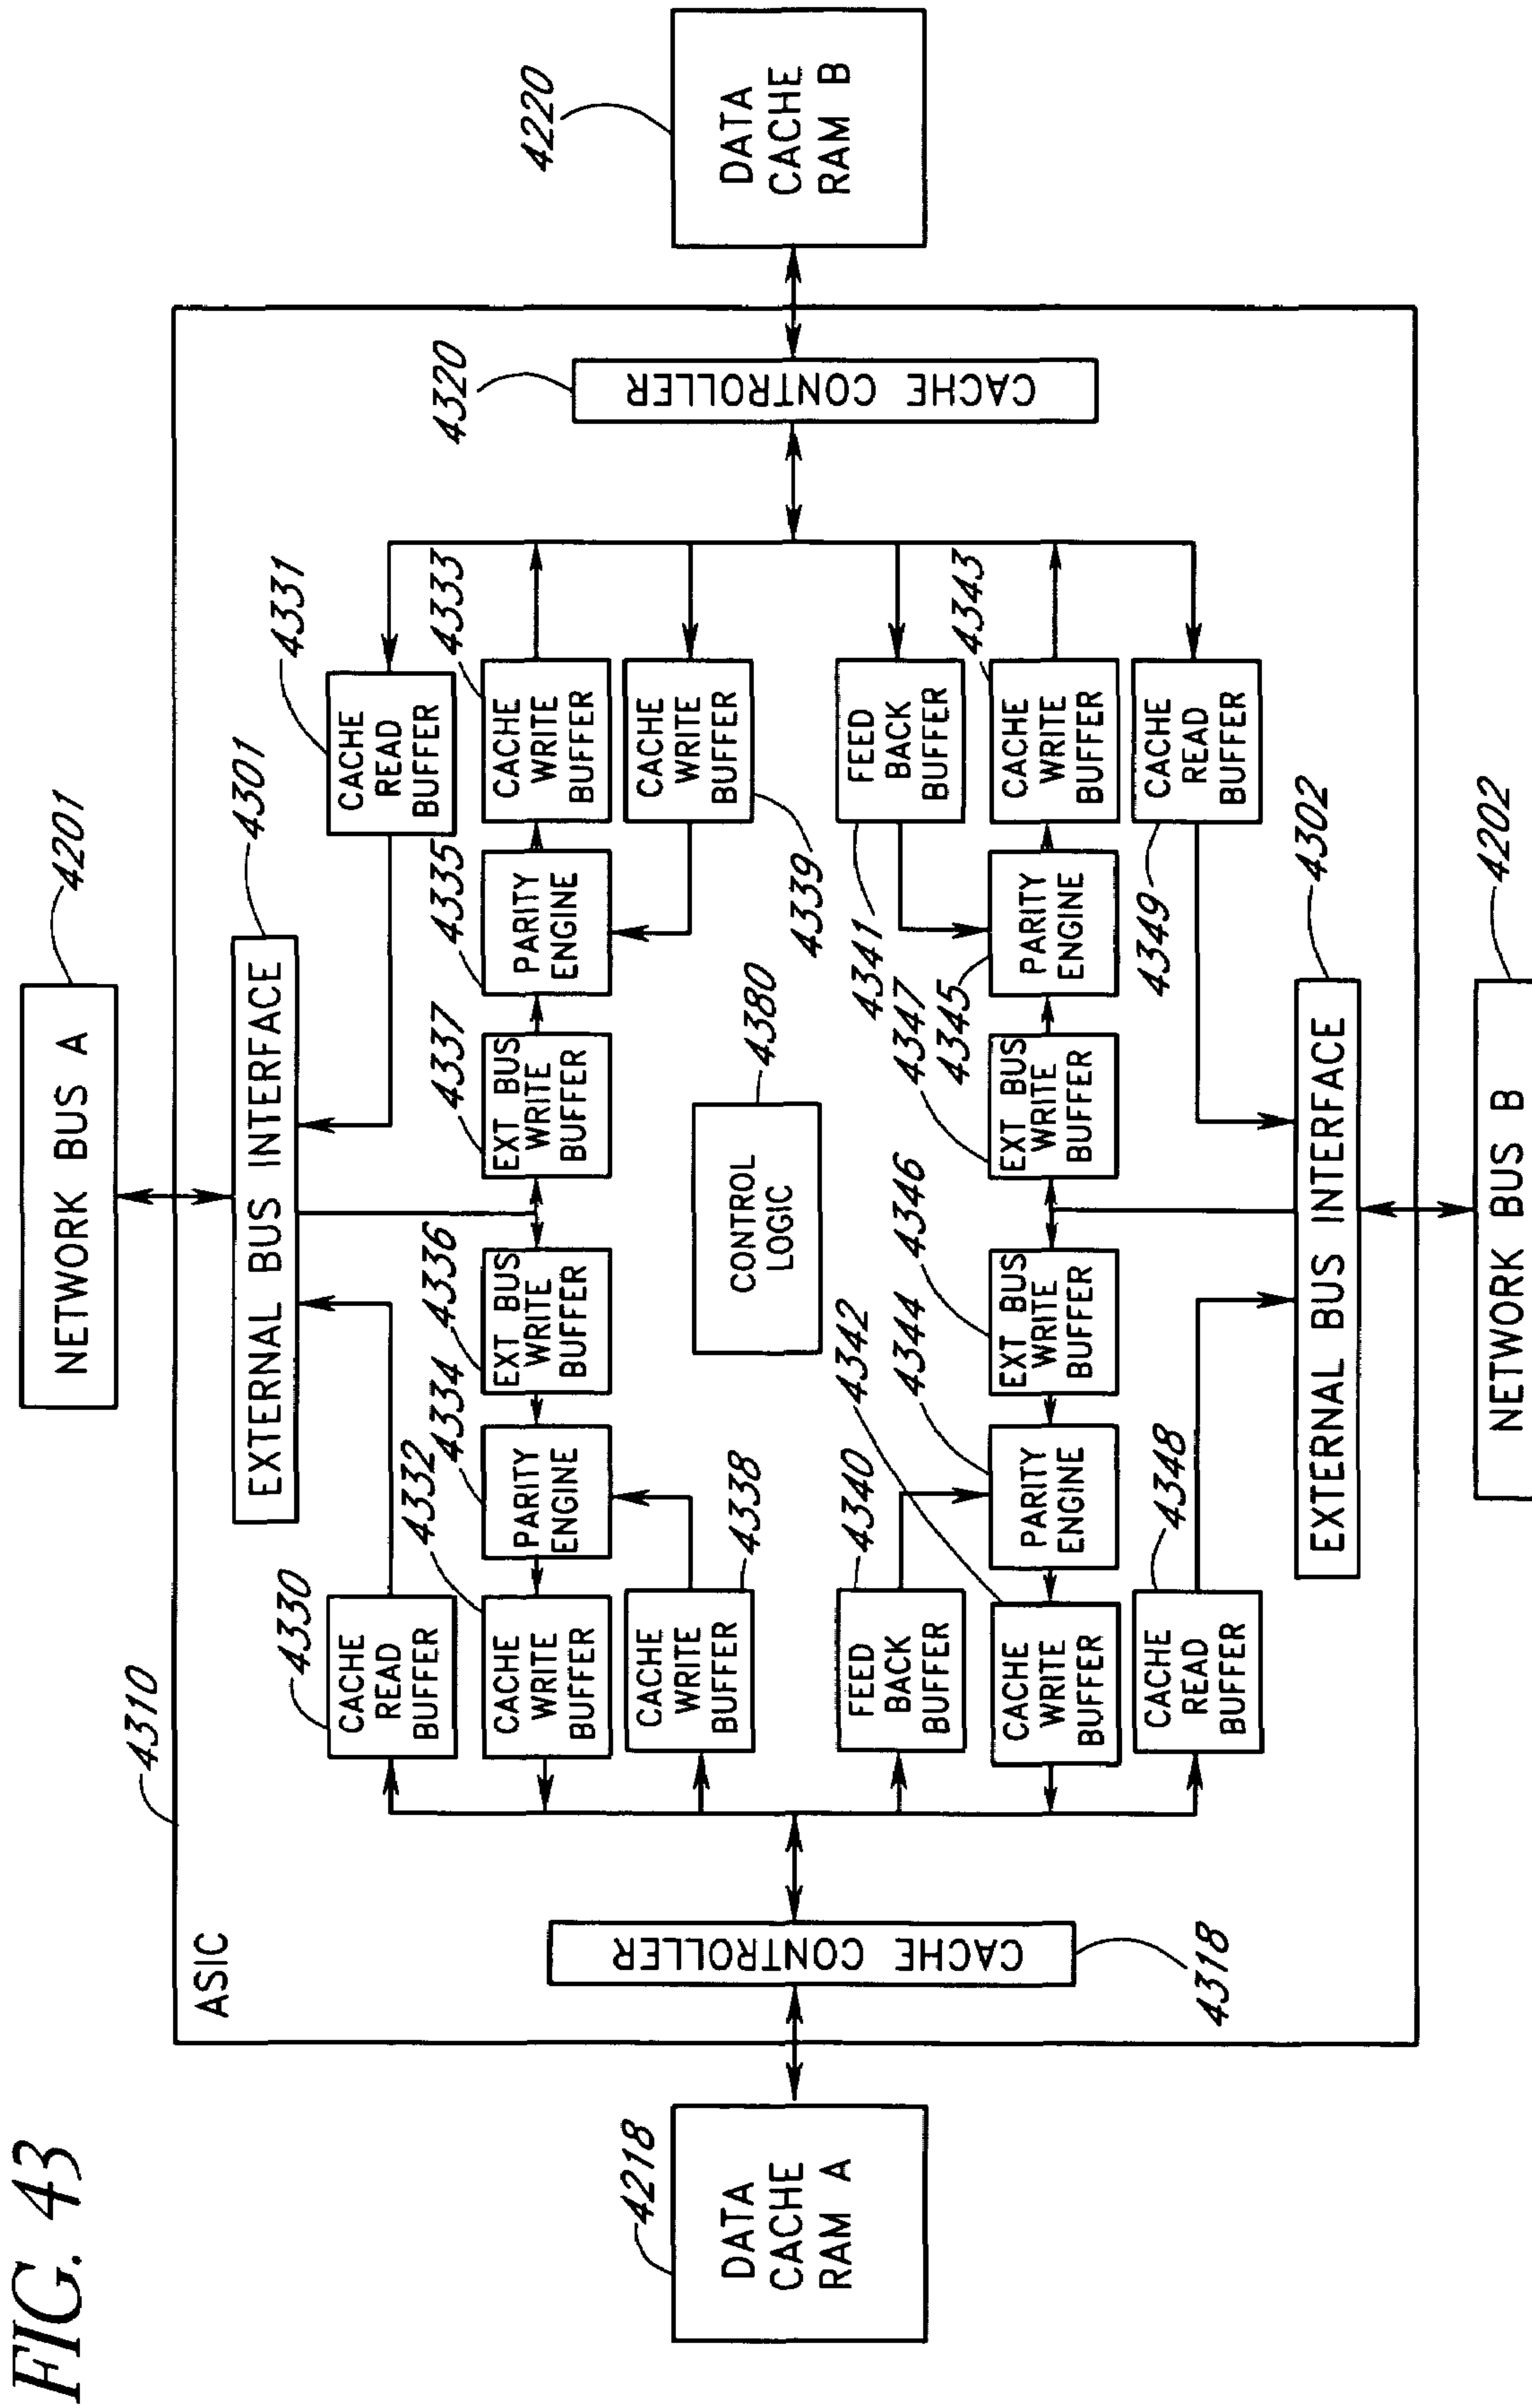 FIG. 43
NETWORK BUS A
4201
4310
ASIC
EXTERNAL BUS INTERFACE
4301
4330
CACHE
READ
BUFFER
4331
CACHE
READ
BUFFER
4332
CACHE
WRITE
BUFFER
4334
PARITY
ENGINE
4336
EXT BUS
WRITE
BUFFER
4337
EXT BUS
WRITE
BUFFER
4335
PARITY
ENGINE
4333
CACHE
WRITE
BUFFER
CACHE
WRITE
BUFFER
4338
CACHE
WRITE
BUFFER
4339
4218
DATA
CACHE
RAM A
CACHE CONTROLLER
4318
CONTROL
LOGIC
4380
4320
CACHE CONTROLLER
4220
DATA
CACHE
RAM B
FEED
BACK
BUFFER
4340
FEED
BACK
BUFFER
4341
CACHE
WRITE
BUFFER
4342
PARITY
ENGINE
4344
EXT BUS
WRITE
BUFFER
4346
EXT BUS
WRITE
BUFFER
4347
PARITY
ENGINE
4345
CACHE
WRITE
BUFFER
4343
CACHE
READ
BUFFER
4348
CACHE
READ
BUFFER
4349
EXTERNAL BUS INTERFACE
4302
NETWORK BUS B
4202